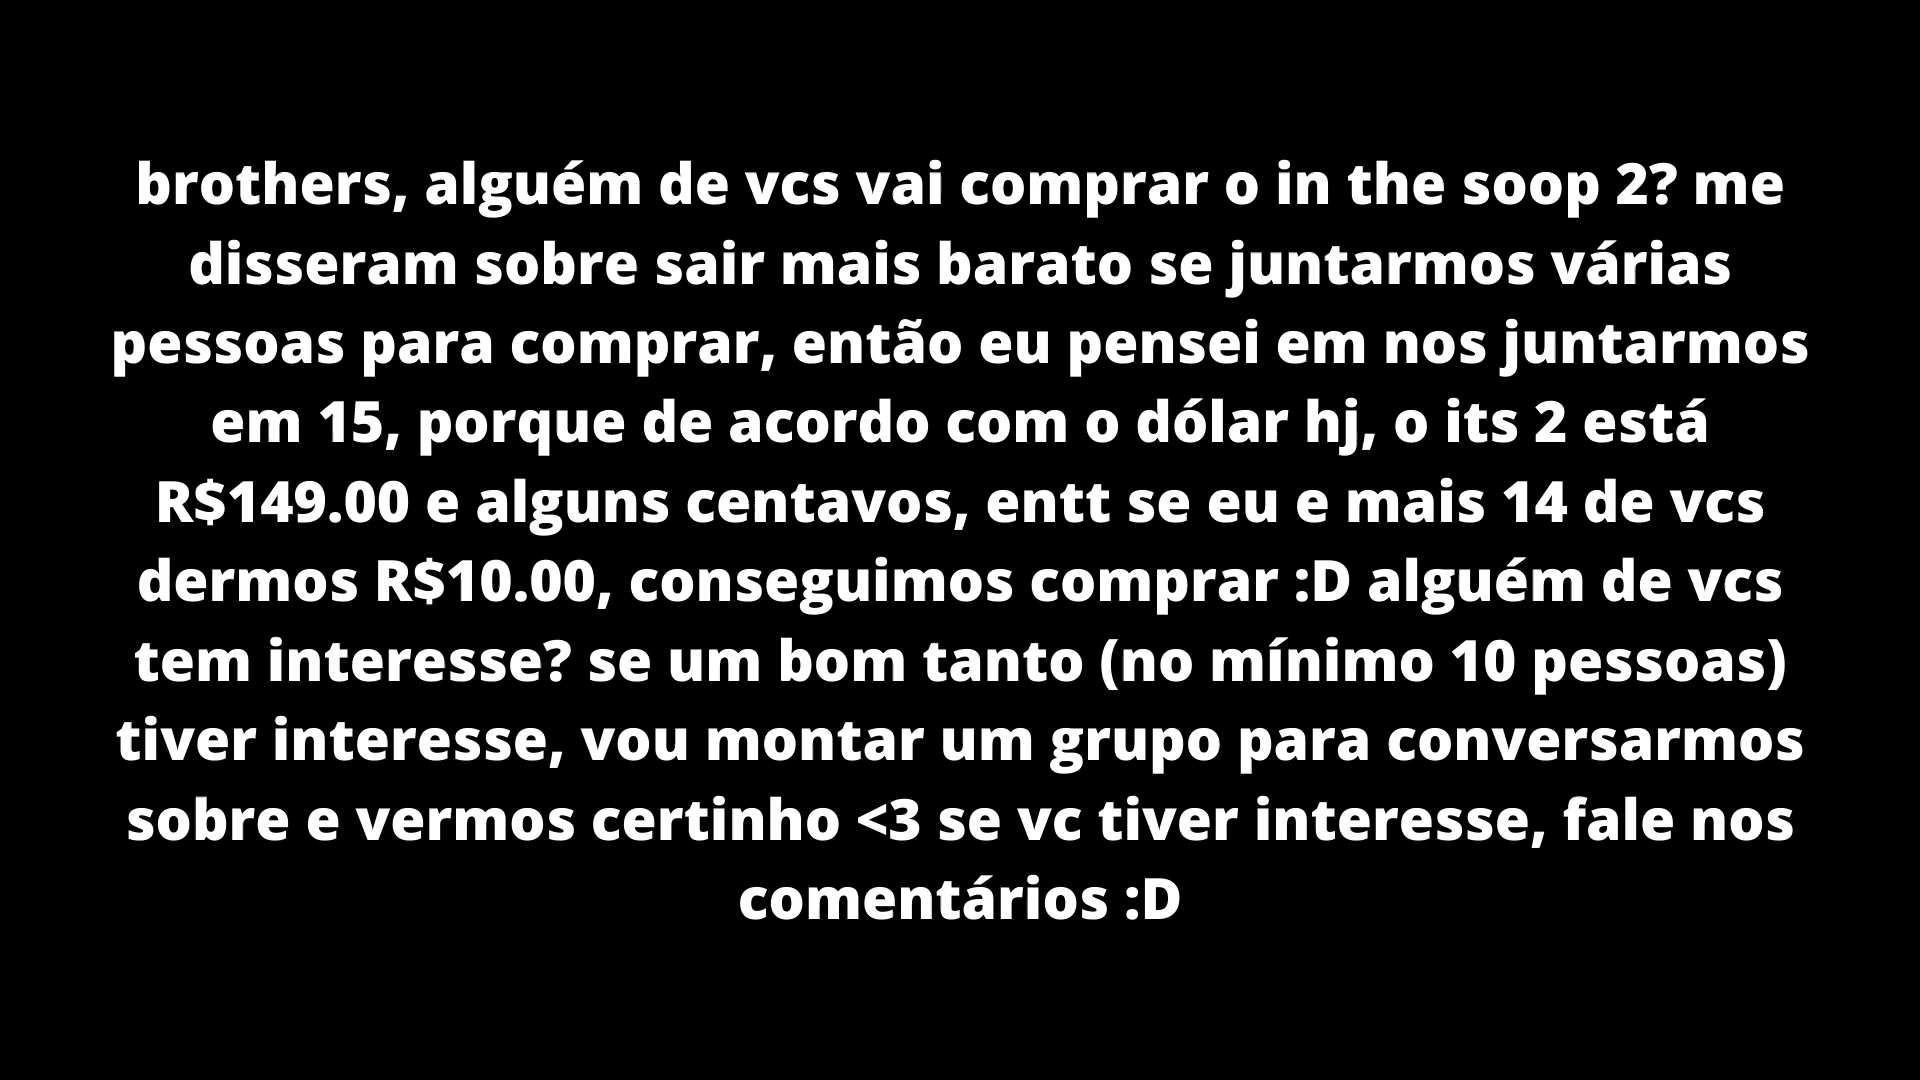 brothers, alguém de vcs vai comprar o in the soop 2? me
disseram sobre sair mais barato se juntarmos várias
pessoas para comprar, então eu pensei em nos juntarmos
em 15, porque de acordo com o dólar hj, o its 2 está
R$149.00 e alguns centavos, entt se eu e mais 14 de vcs
dermos R$10.00, conseguimos comprar :D alguém de vcs
tem interesse? se um bom tanto (no mínimo 10 pessoas)
tiver interesse, vou montar um grupo para conversarmos
sobre e vermos certinho <3 se vc tiver interesse, fale nos
comentários :D